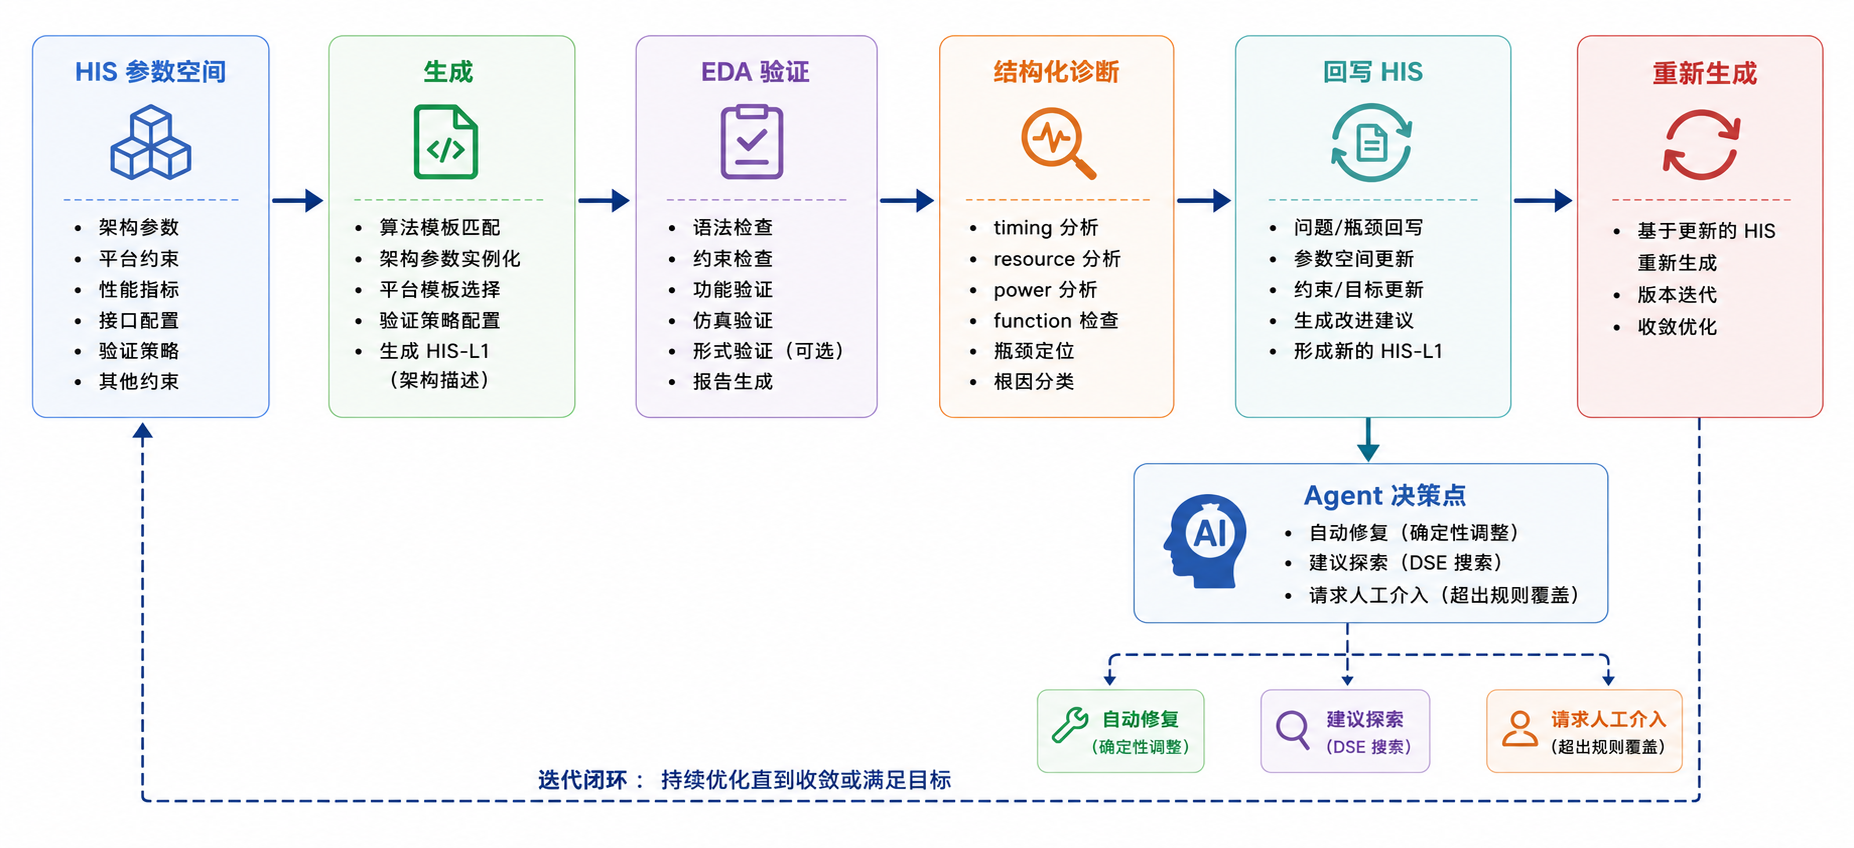 HIS 参数空间
• 架构参数
• 平台约束
• 性能指标
• 接口配置
• 验证策略
• 其他约束
生成
</>
• 算法模板匹配
• 架构参数实例化
• 平台模板选择
• 验证策略配置
• 生成 HIS-L1
（架构描述）
EDA 验证
• 语法检查
• 约束检查
• 功能验证
• 仿真验证
• 形式验证（可选）
• 报告生成
结构化诊断
• timing 分析
• resource 分析
• power 分析
• function 检查
• 瓶颈定位
• 根因分类
回写 HIS
• 问题/瓶颈回写
• 参数空间更新
• 约束/目标更新
• 生成改进建议
• 形成新的 HIS-L1
重新生成
• 基于更新的 HIS
重新生成
• 版本迭代
• 收敛优化
AI
Agent 决策点
• 自动修复（确定性调整）
• 建议探索（DSE 搜索）
• 请求人工介入（超出规则覆盖）
自动修复
（确定性调整）
建议探索
（DSE 搜索）
请求人工介入
（超出规则覆盖）
迭代闭环： 持续优化直到收敛或满足目标